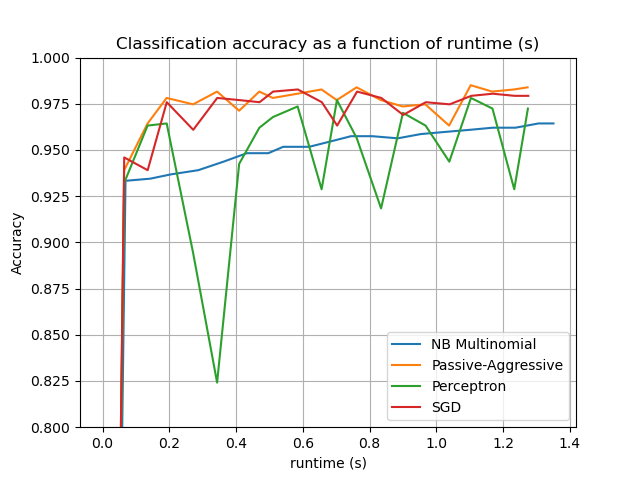 Classification accuracy as a function of runtime (s)
1.000
0.975
0.950
0.925
0.900
0.875
0.850
0.825
0.800
Accuracy
NB Multinomial
Passive-Aggressive
Perceptron
SGD
0.0 0.2 0.4 0.6 0.8 1.0 1.2 1.4
runtime (s)